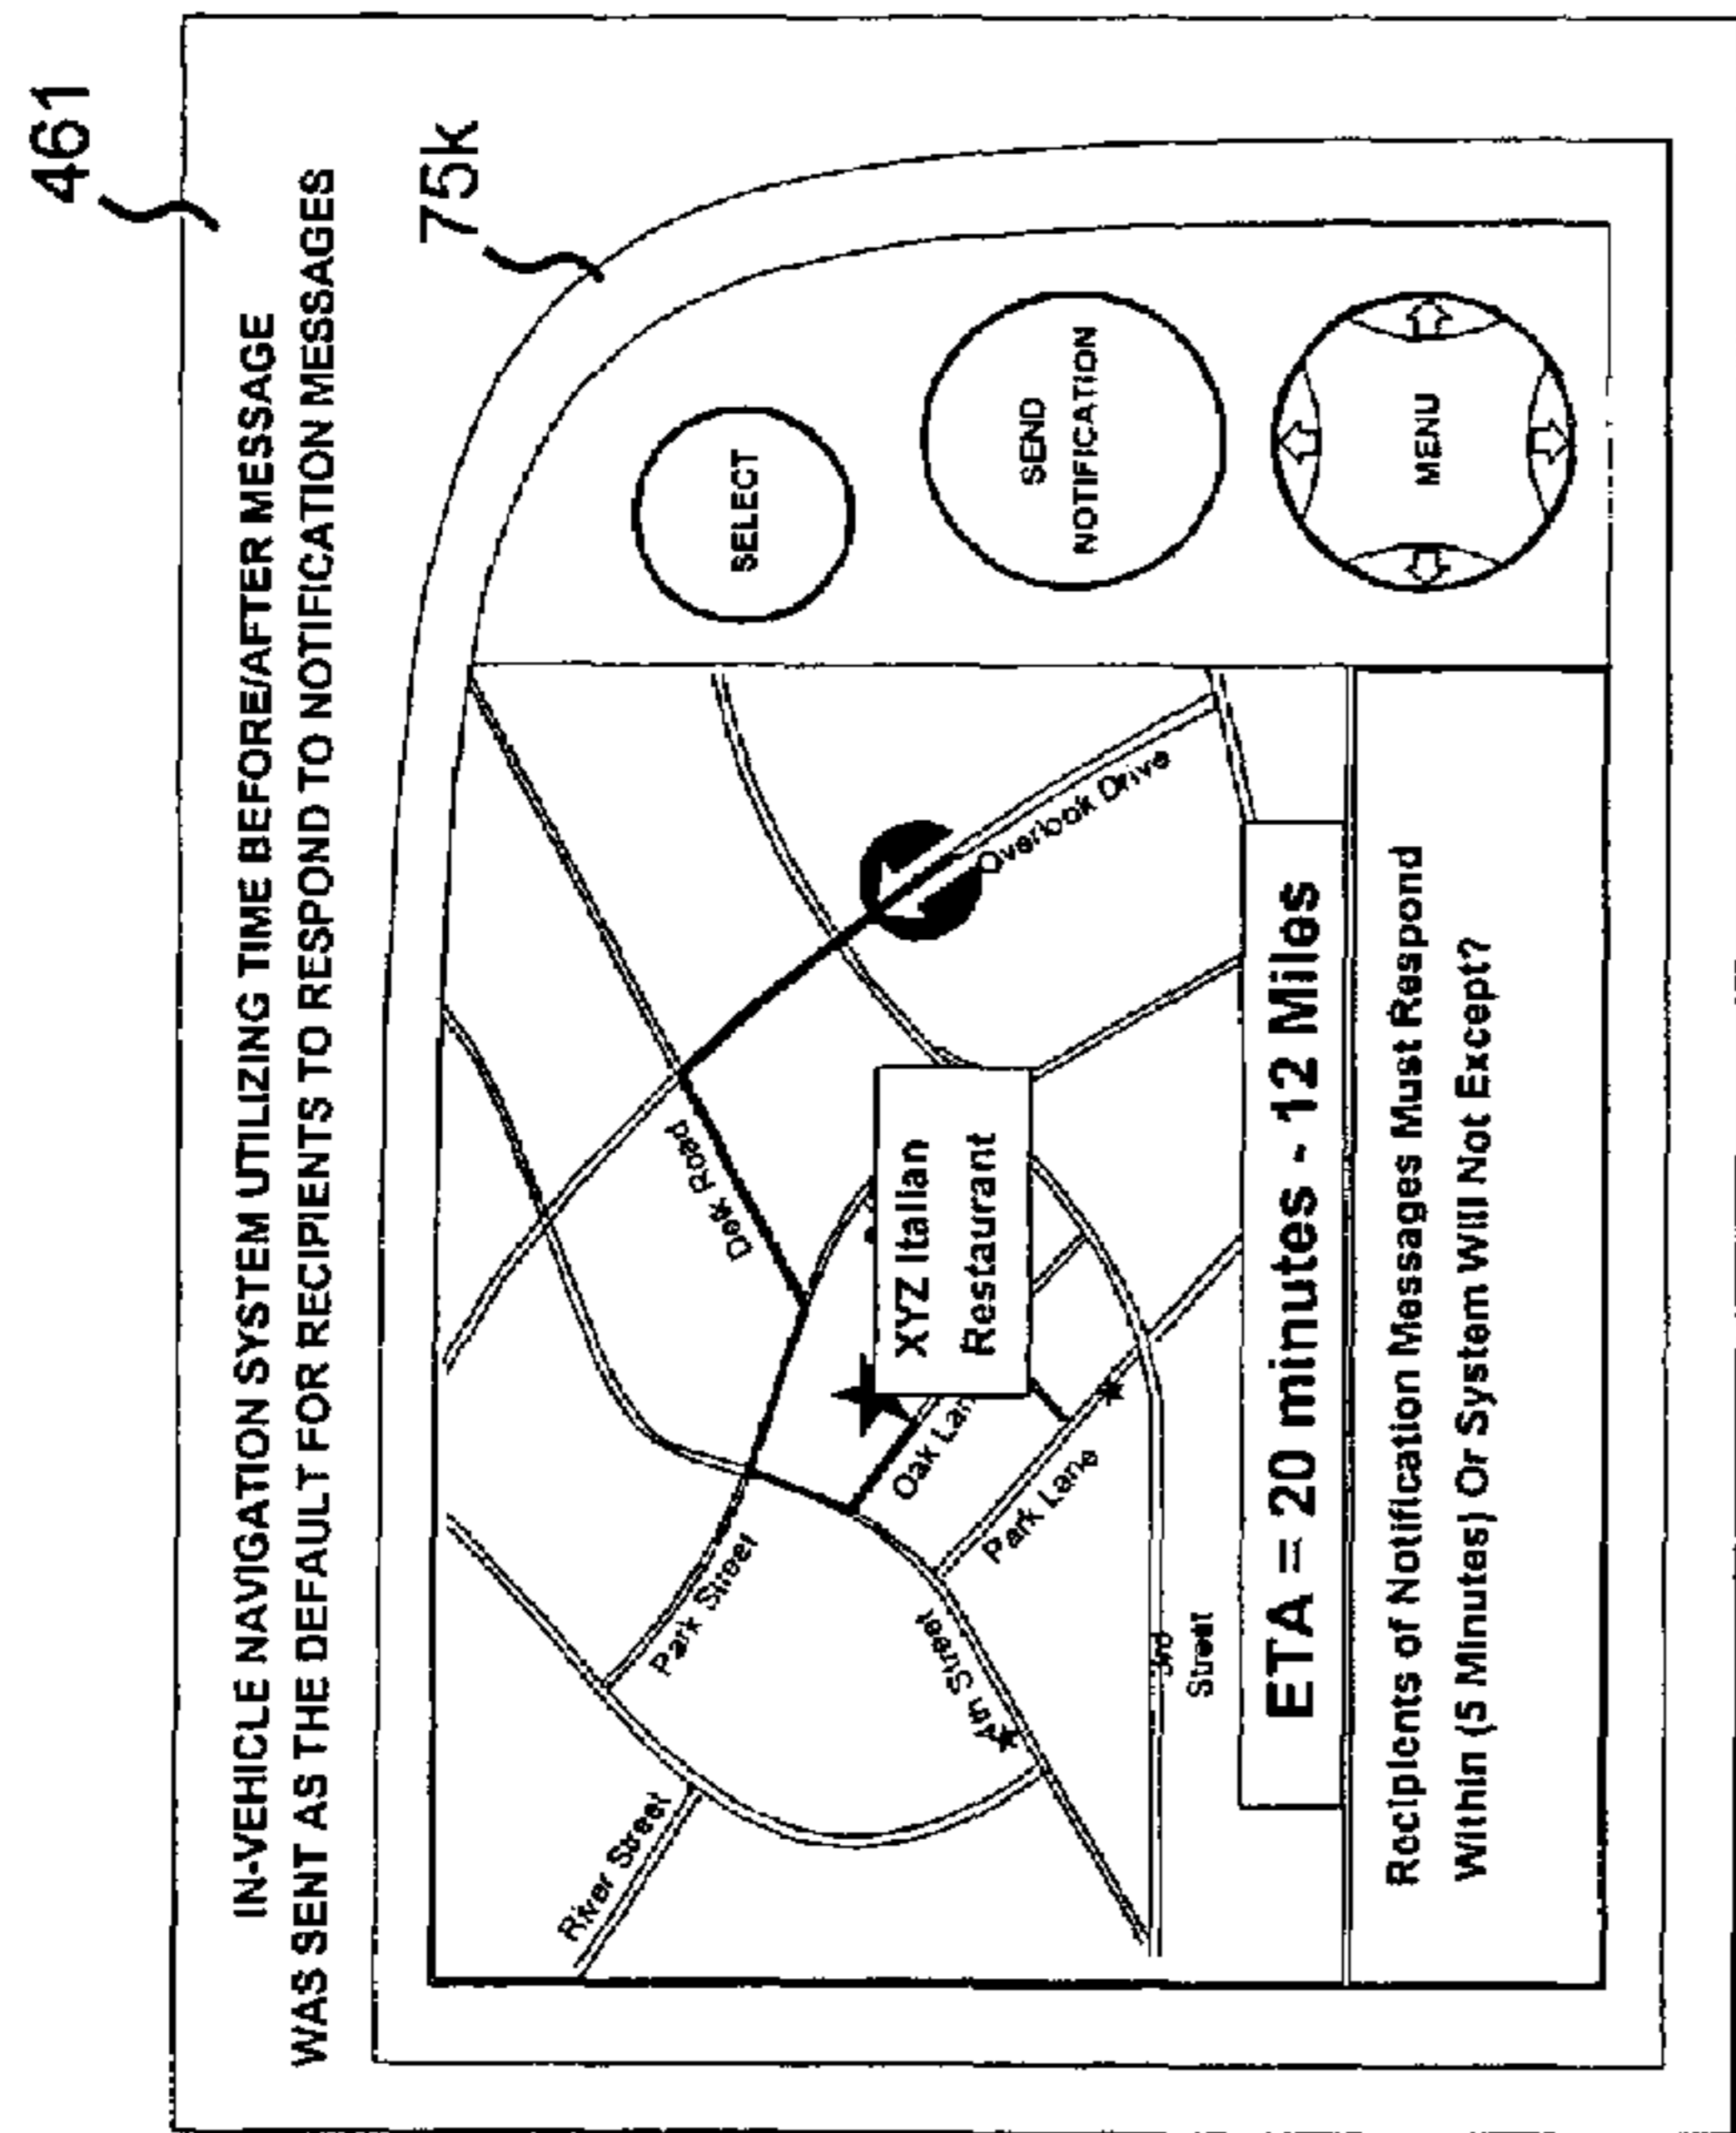 461
IN-VEHICLE NAVIGATION SYSTEM UTILIZING TIME BEFORE/AFTER MESSAGE
WAS SENT AS THE DEFAULT FOR RECIPIENTS TO RESPOND TO NOTIFICATION MESSAGES
75k
River Street
Park Street
Delk Road
Overlook Drive
XYZ Italian
Restaurant
Oak Lan
Park Lane
4th Street
Street
ETA = 20 minutes - 12 Miles
Recipients of Notification Messages Must Respond
Within (5 Minutes) Or System Will Not Except?
SELECT
SEND
NOTIFICATION
MENU